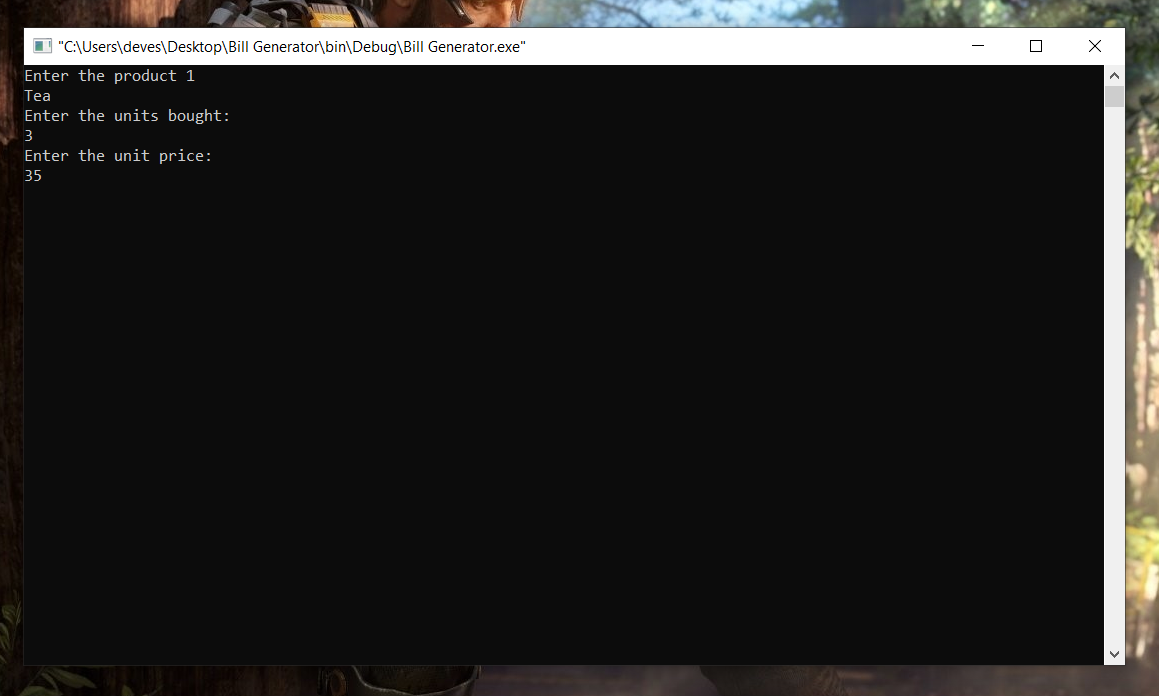 "C:\Users\deves\Desktop\Bill Generator\bin\Debug\Bill Generator.exe"
Enter the product 1
Tea
Enter the units bought:
3
Enter the unit price:
35